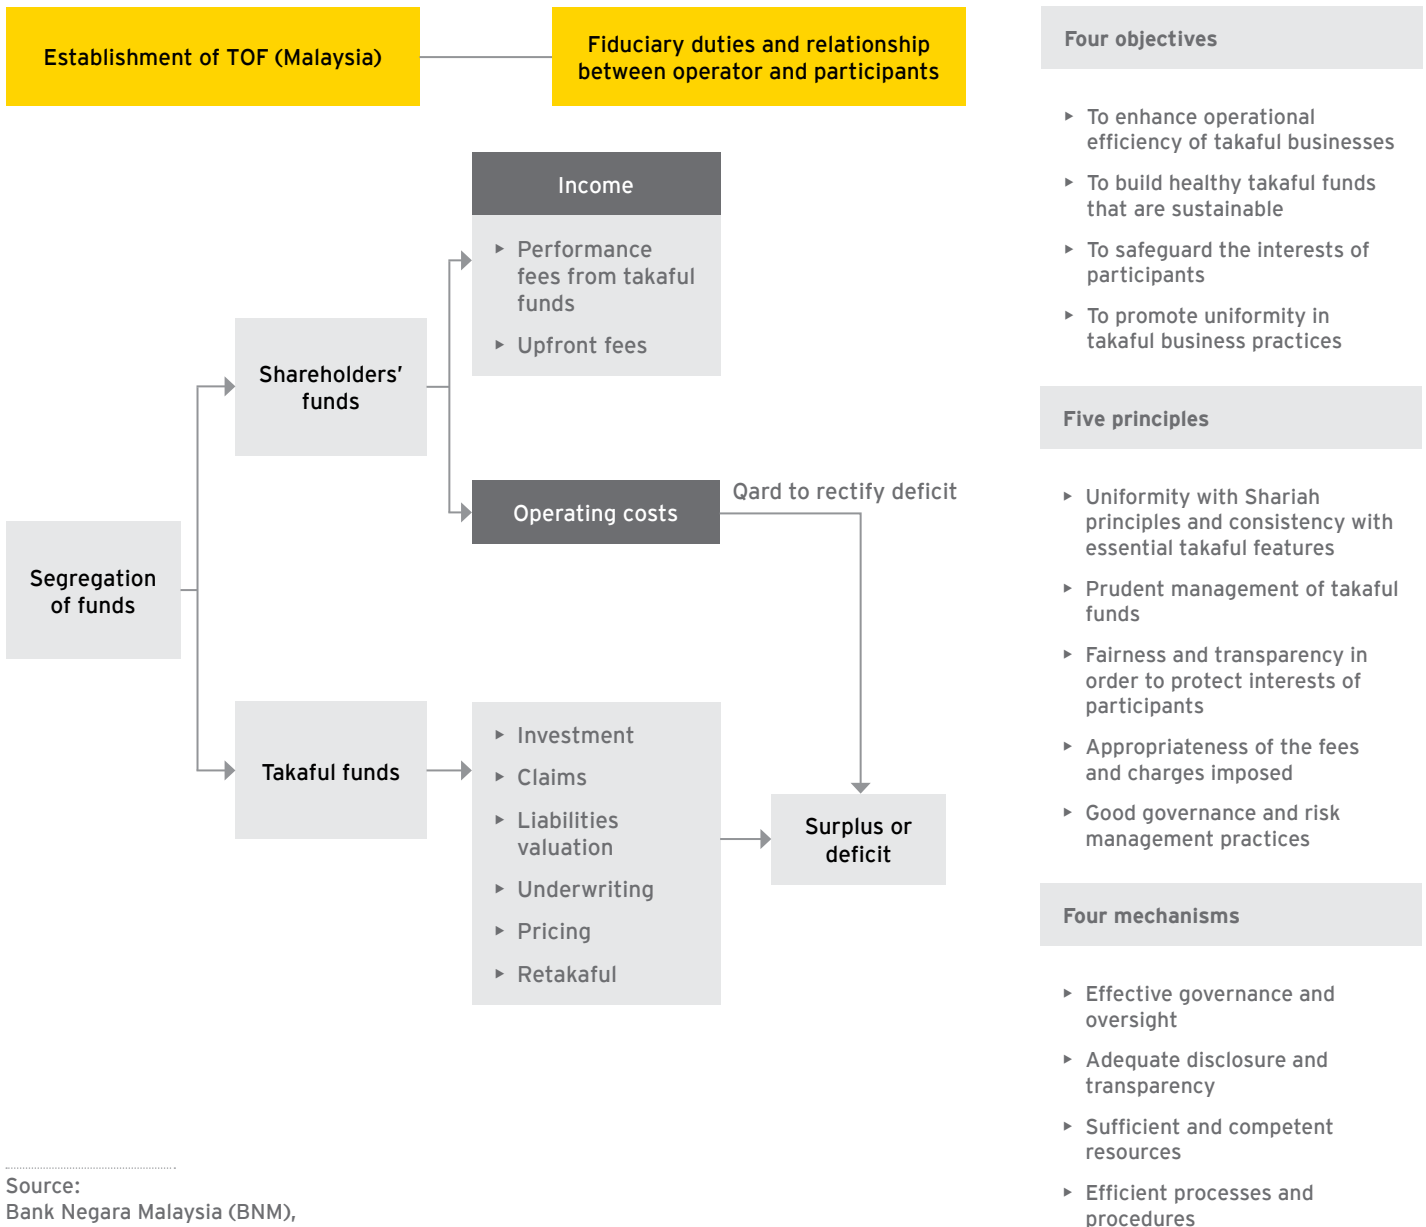 Establishment of TOF (Malaysia)
Fiduciary duties and relationship
between operator and participants
Income
▸ Performance
fees from takaful
funds
▸ Upfront fees
Shareholders'
funds
Operating costs
Qard to rectify deficit
Segregation
of funds
Takaful funds
▸ Investment
▸ Claims
▸ Liabilities
valuation
▸ Underwriting
▸ Pricing
▸ Retakaful
Surplus or
deficit
Source:
Bank Negara Malaysia (BNM),
Four objectives
▸ To enhance operational
efficiency of takaful businesses
▸ To build healthy takaful funds
that are sustainable
▸ To safeguard the interests of
participants
▸ To promote uniformity in
takaful business practices
Five principles
▸ Uniformity with Shariah
principles and consistency with
essential takaful features
▸ Prudent management of takaful
funds
▸ Fairness and transparency in
order to protect interests of
participants
▸ Appropriateness of the fees
and charges imposed
▸ Good governance and risk
management practices
Four mechanisms
▸ Effective governance and
oversight
▸ Adequate disclosure and
transparency
▸ Sufficient and competent
resources
▸ Efficient processes and
procedures